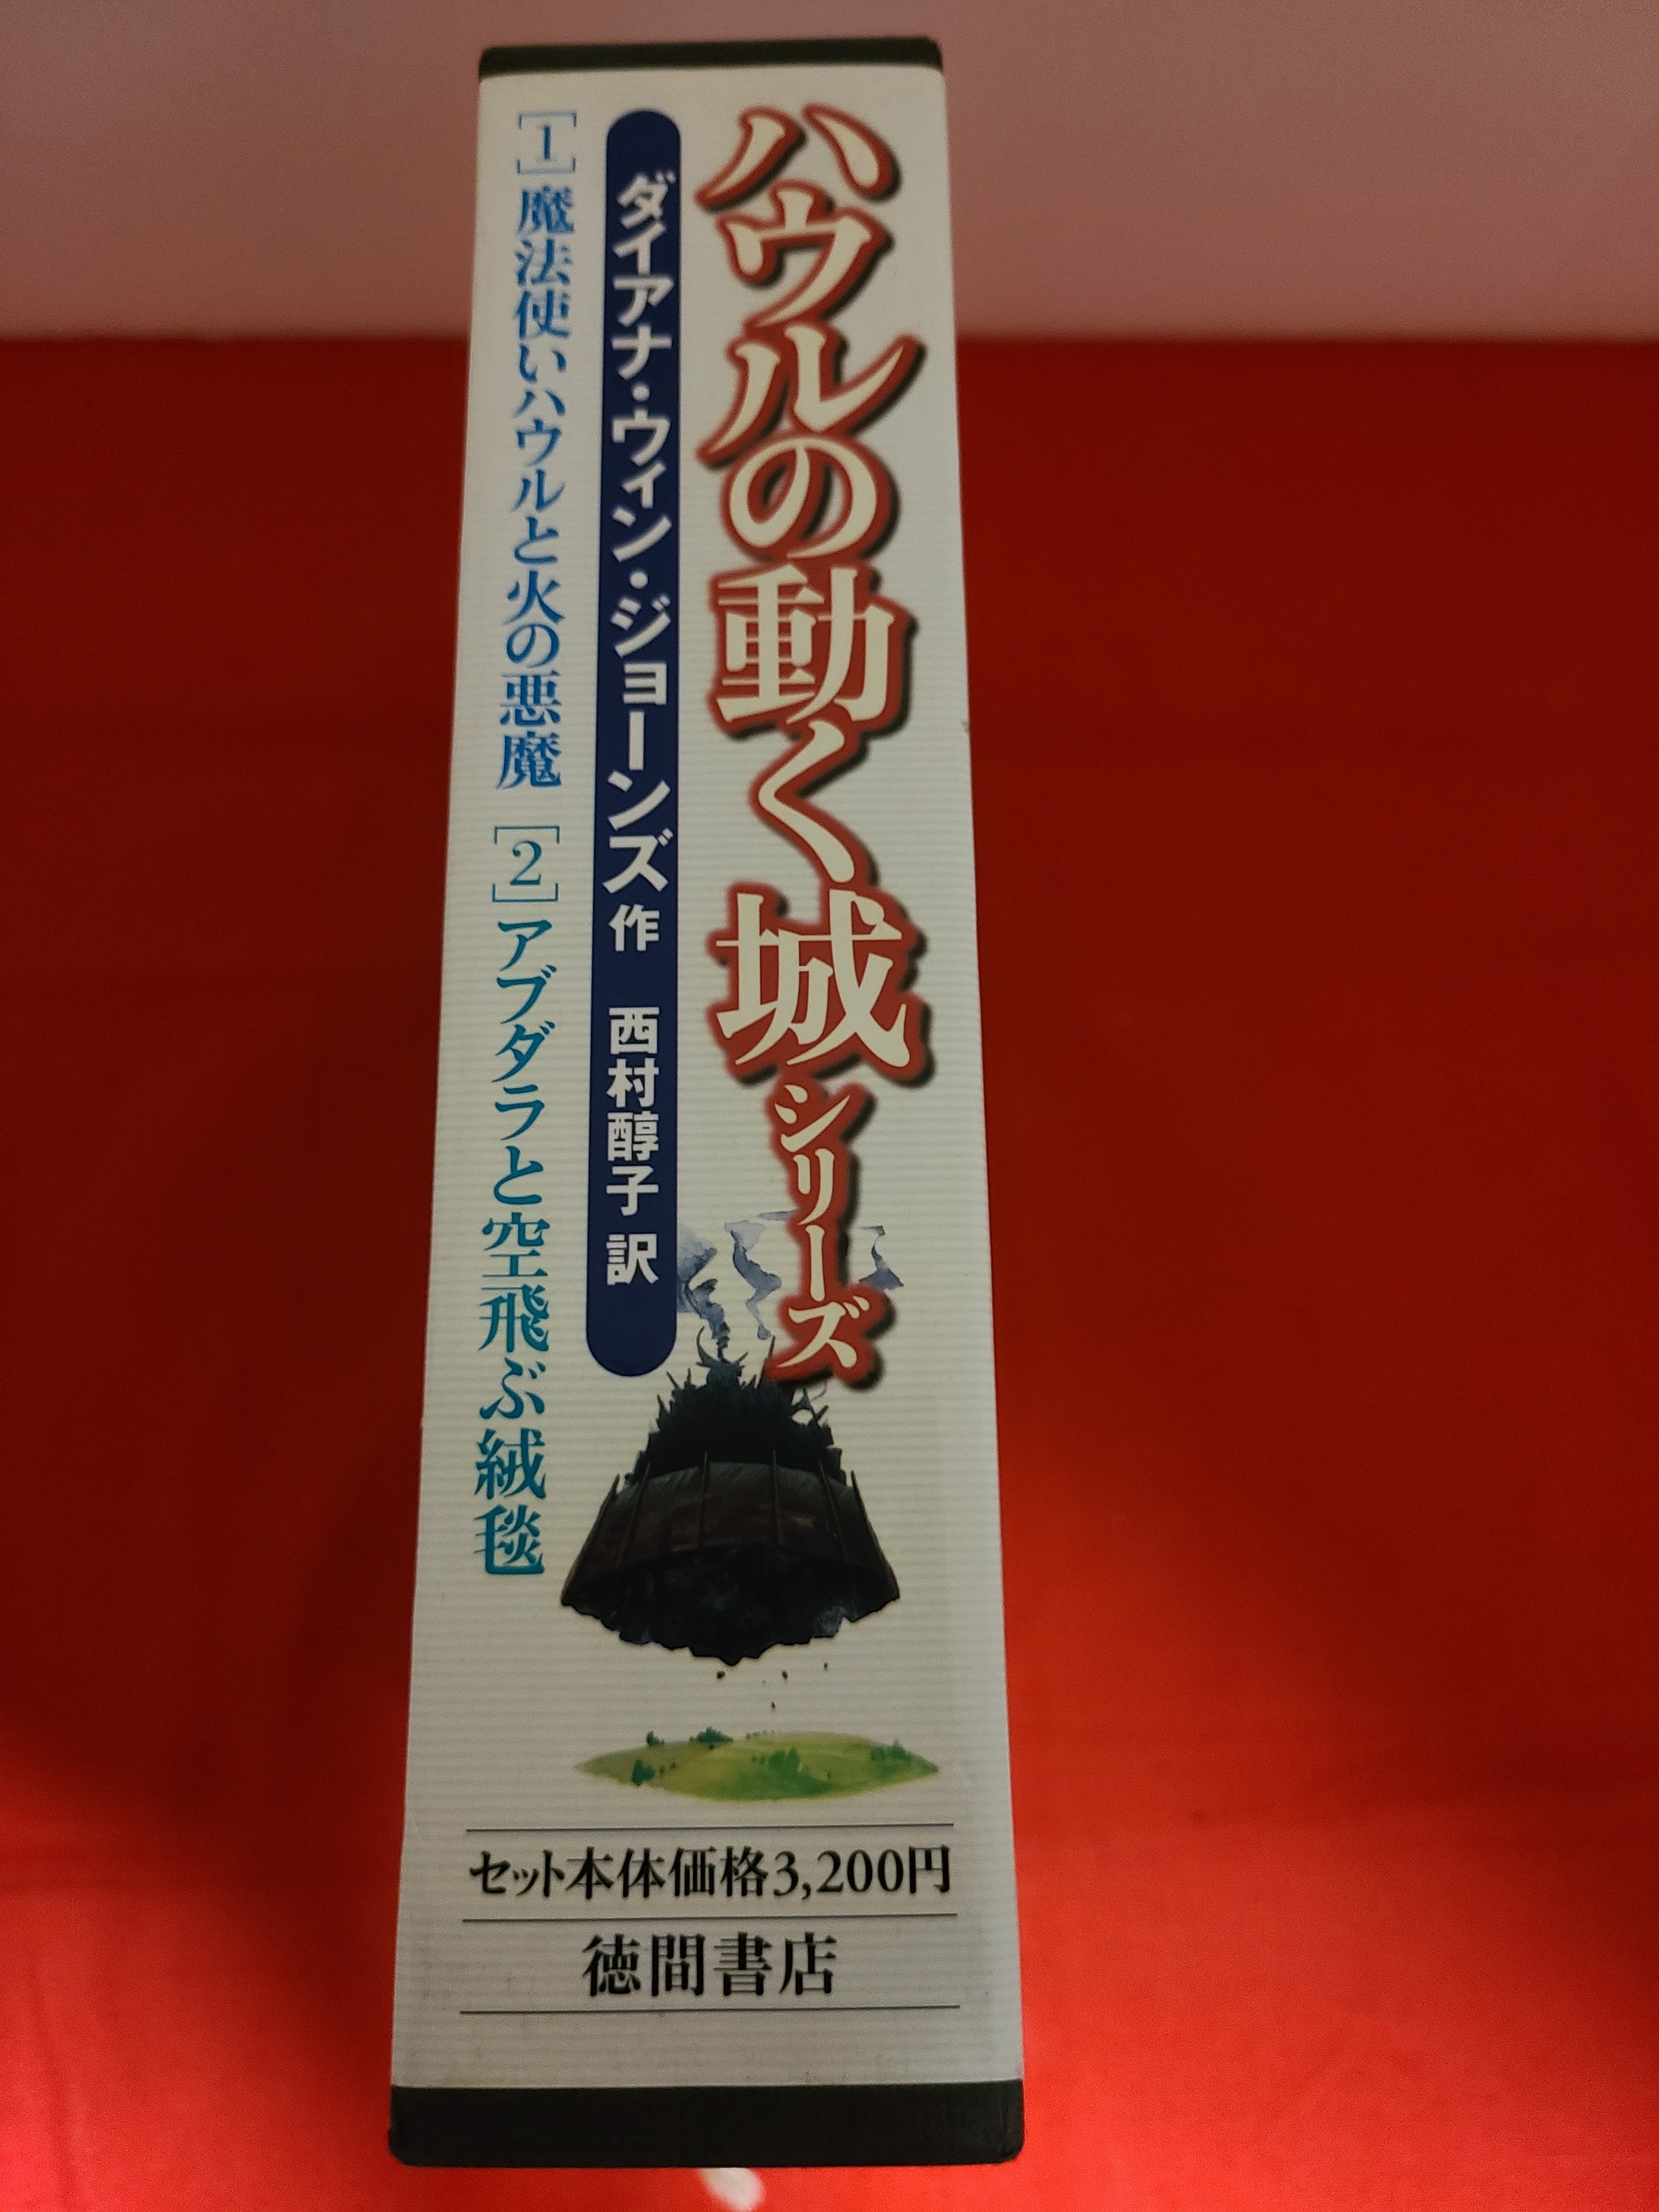 ハウルの動く城シリーズ
ダイアナ・ウィン・ジョーンズ 作 西村醇子 訳
[1]魔法使いハウルと火の悪魔 [2]アブダラと空飛ぶ絨毯
セット本体価格3,200円
徳間書店